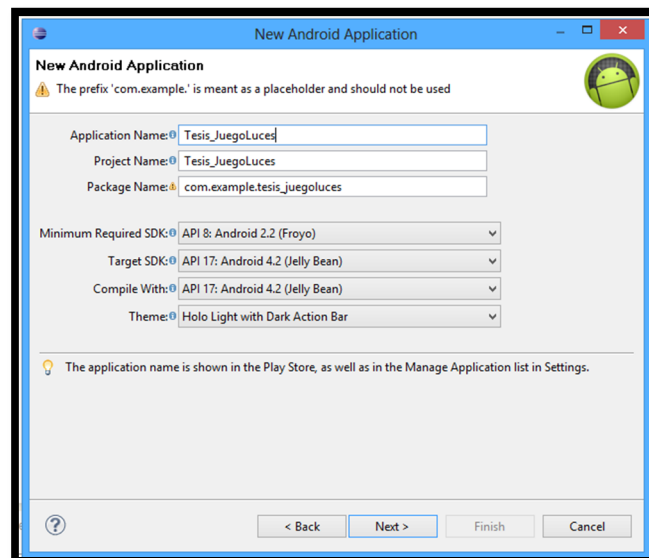 New Android Application
New Android Application
The prefix 'com.example.' is meant as a placeholder and should not be used
Application Name: Tesis_JuegoLuces
Project Name: Tesis_JuegoLuces
Package Name: com.example.tesis_juegoluces
Minimum Required SDK: API 8: Android 2.2 (Froyo)
Target SDK: API 17: Android 4.2 (Jelly Bean)
Compile With: API 17: Android 4.2 (Jelly Bean)
Theme: Holo Light with Dark Action Bar
The application name is shown in the Play Store, as well as in the Manage Application list in Settings.
? < Back Next > Finish Cancel